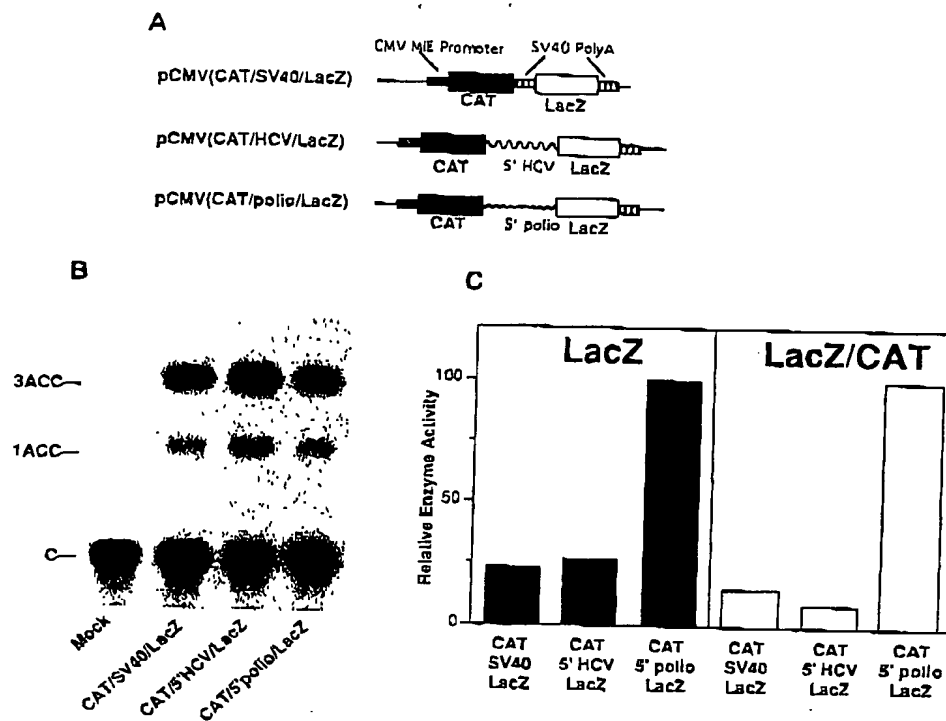 A
CMV MIE Promoter SV40 PolyA
pCMV(CAT/SV40/LacZ)
CAT LacZ
pCMV(CAT/HCV/LacZ)
CAT 5' HCV LacZ
pCMV(CAT/polio/LacZ)
CAT 5' polio LacZ
B
3ACC
1ACC
C
Mock
CAT/SV40/LacZ
CAT/5'HCV/LacZ
CAT/5'polio/LacZ
C
LacZ LacZ/CAT
Relative Enzyme Activity
100
50
0
CAT CAT CAT CAT CAT CAT
SV40 5' HCV 5' polio SV40 5' HCV 5' polio
LacZ LacZ LacZ LacZ LacZ LacZ